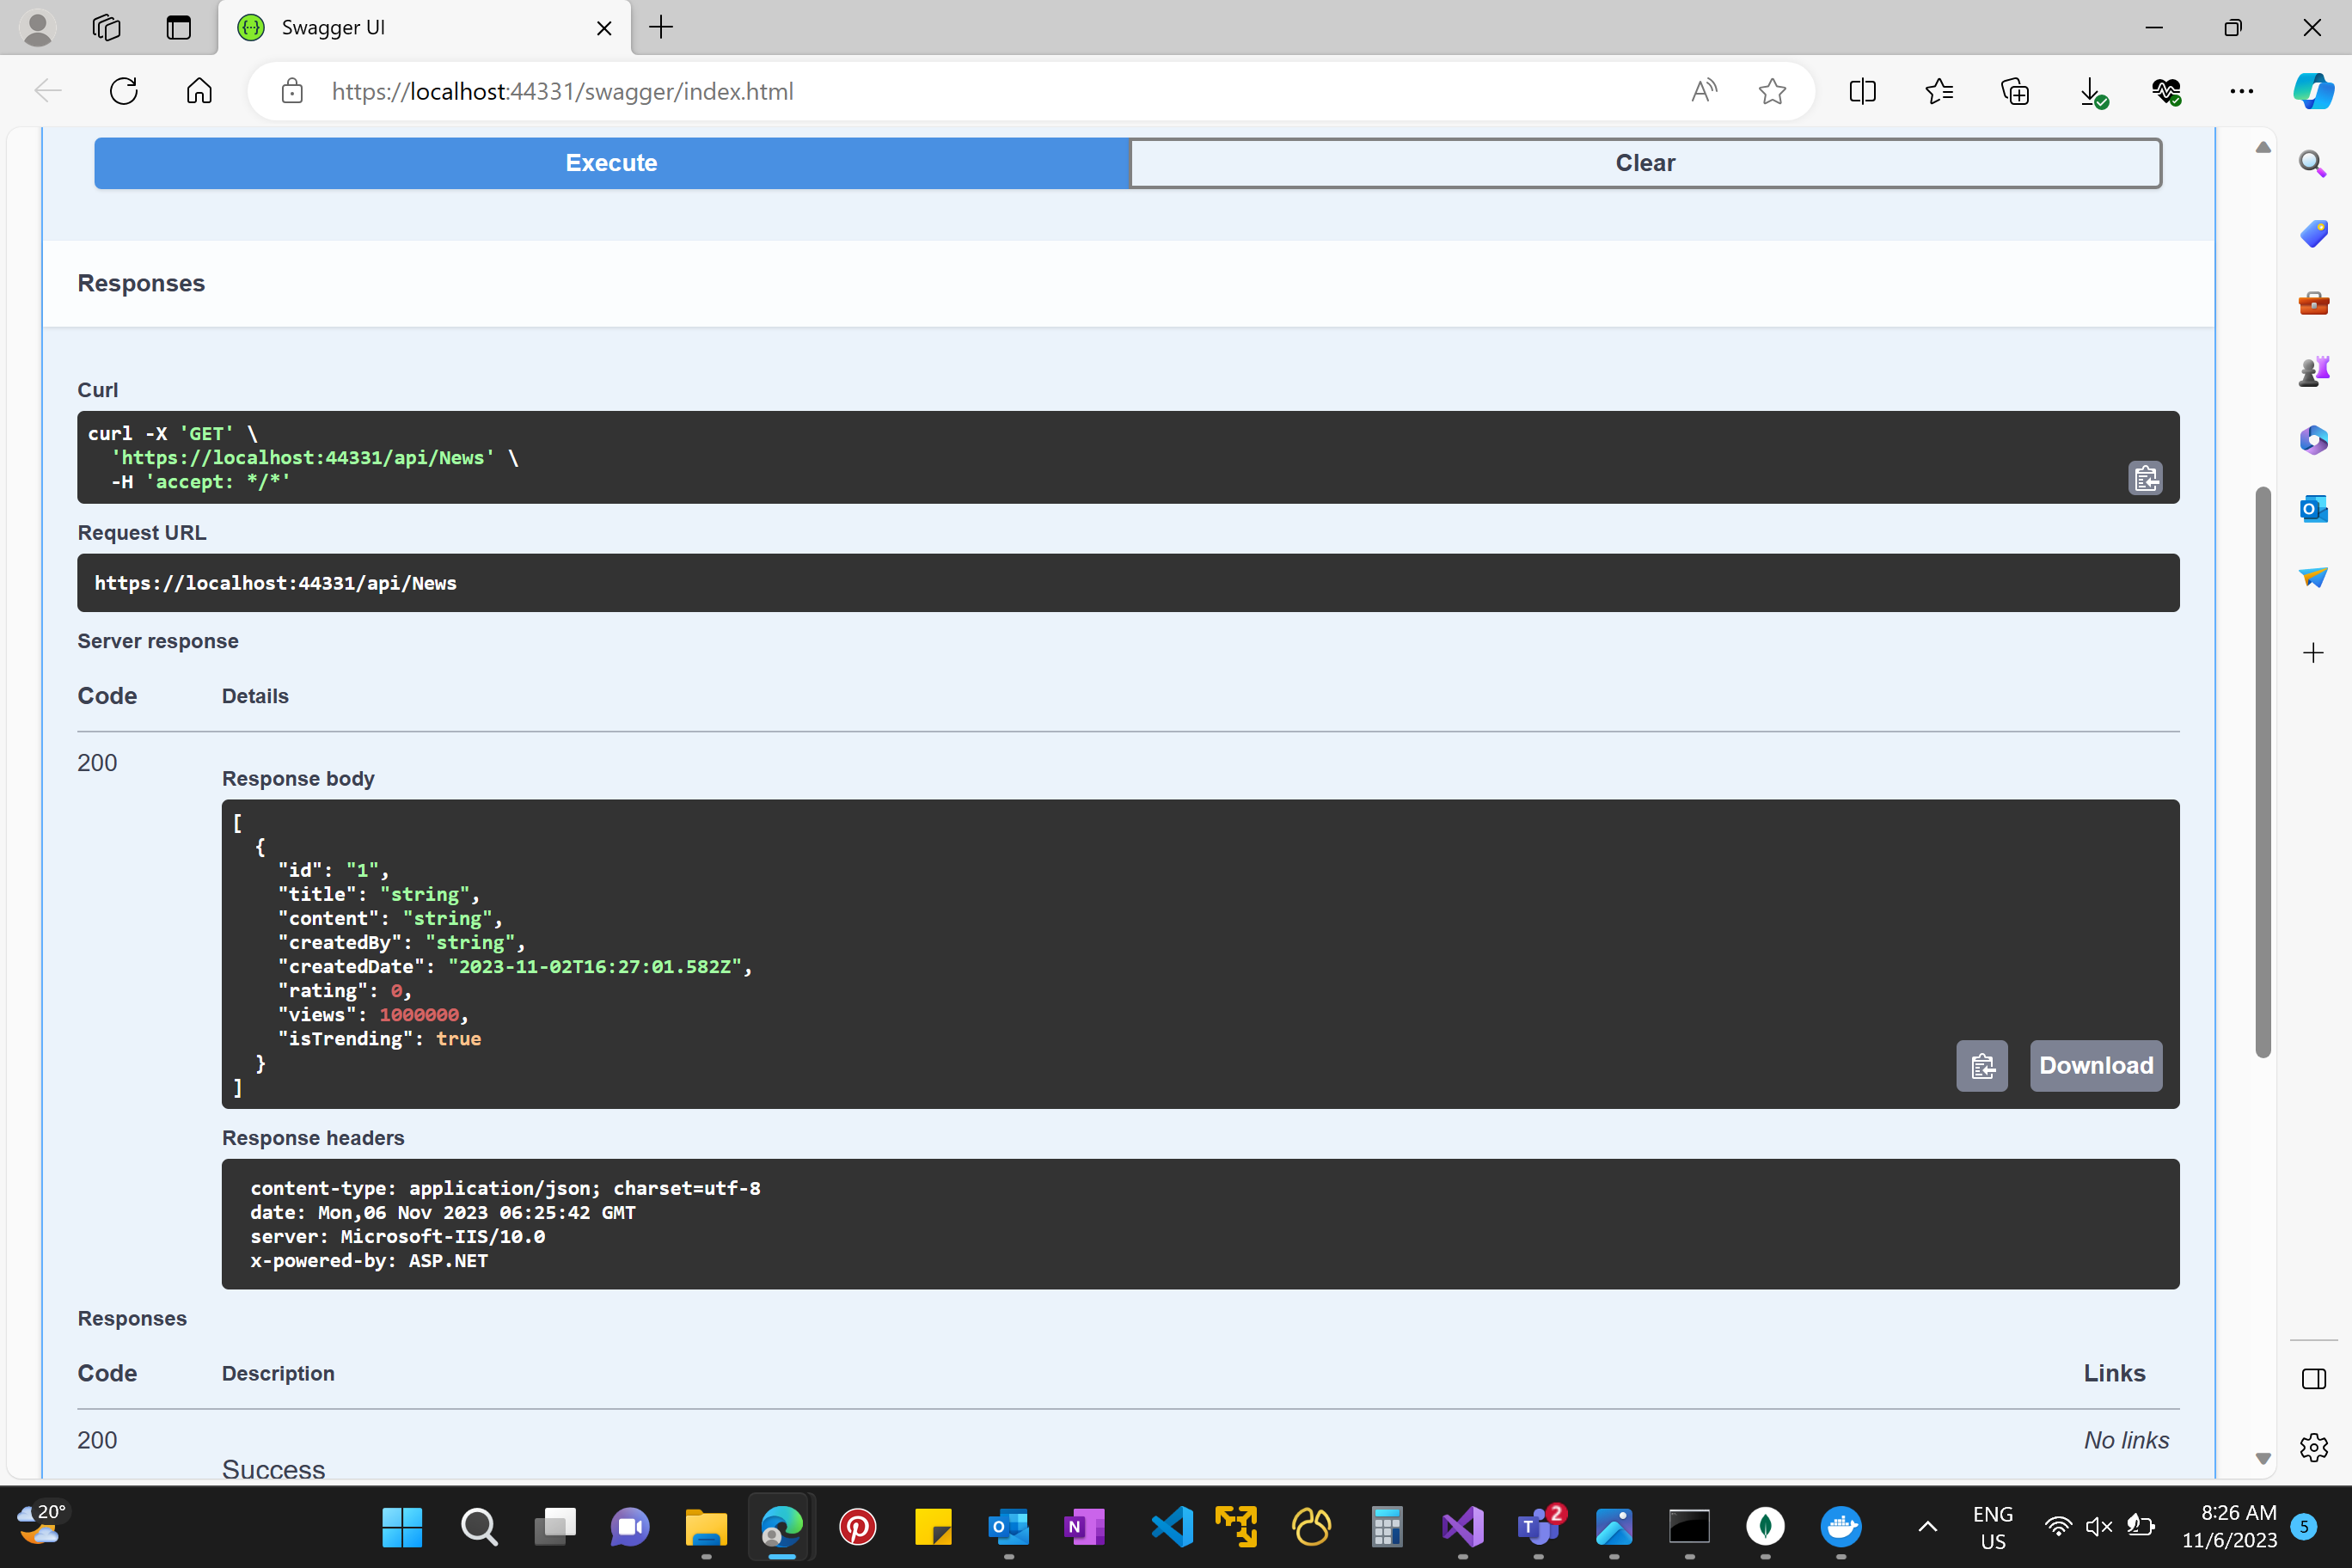 Swagger UI
https://localhost:44331/swagger/index.html
Execute
Clear
Responses
Curl
curl -X 'GET' \
  'https://localhost:44331/api/News' \
  -H 'accept: */*'
Request URL
https://localhost:44331/api/News
Server response
Code Details
200
Response body
[
  {
    "id": "1",
    "title": "string",
    "content": "string",
    "createdBy": "string",
    "createdDate": "2023-11-02T16:27:01.582Z",
    "rating": 0,
    "views": 1000000,
    "isTrending": true
  }
]
Download
Response headers
content-type: application/json; charset=utf-8
date: Mon,06 Nov 2023 06:25:42 GMT
server: Microsoft-IIS/10.0
x-powered-by: ASP.NET
Responses
Code Description Links
200 No links
Success
20°
2
ENG
US
8:26 AM
11/6/2023
5